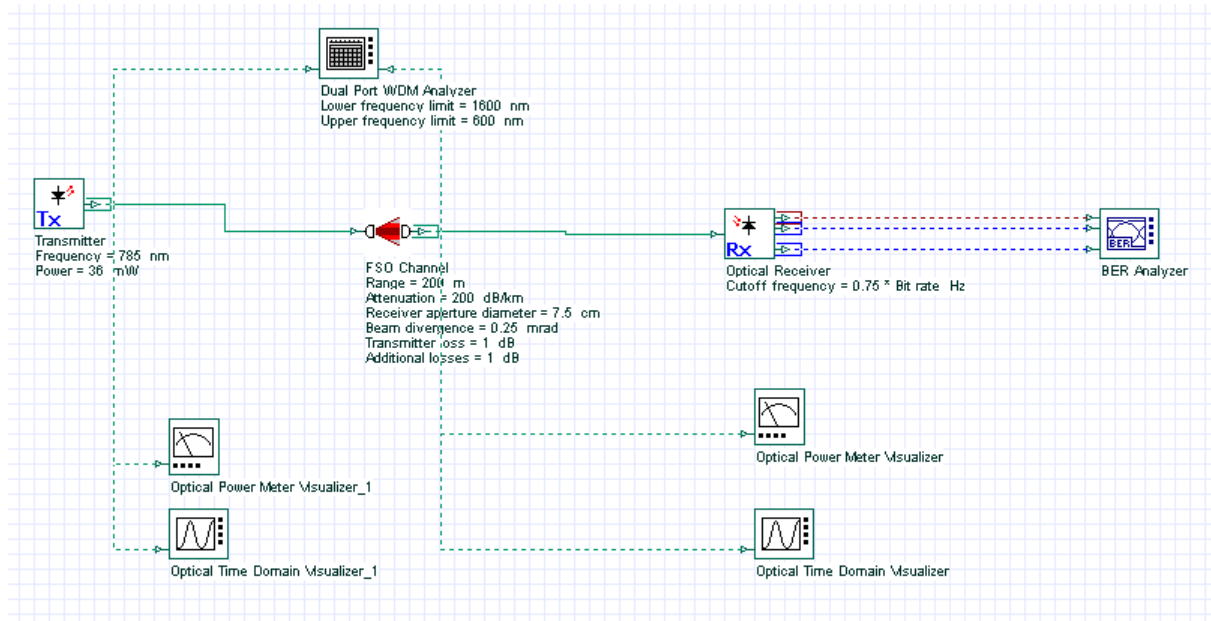 Dual Port WDM Analyzer
Lower frequency limit = 1600 nm
Upper frequency limit = 600 nm
Tx
Transmitter
Frequency = 785 nm
Power = 36 mW
FSO Channel
Range = 200 m
Attenuation = 200 dB/km
Receiver aperture diameter = 7.5 cm
Beam divergence = 0.25 mrad
Transmitter loss = 1 dB
Additional losses = 1 dB
Rx
Optical Receiver
Cutoff frequency = 0.75 * Bit rate Hz
BER
BER Analyzer
Optical Power Meter Visualizer_1
Optical Power Meter Visualizer
Optical Time Domain Visualizer_1
Optical Time Domain Visualizer